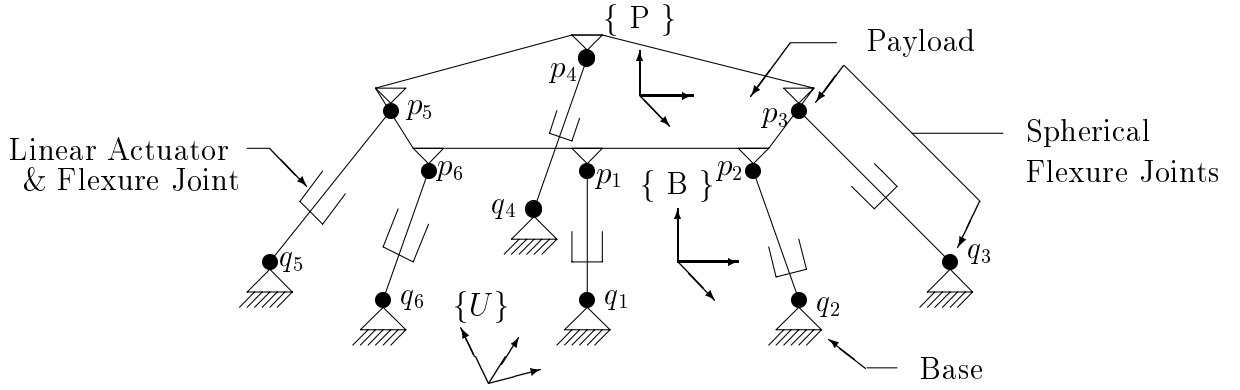 { P }
Payload
p4
p5
p3
Spherical
Flexure Joints
Linear Actuator
& Flexure Joint
p6
p1
p2
{ B }
q4
q5
q3
q6
q1
q2
{U}
Base